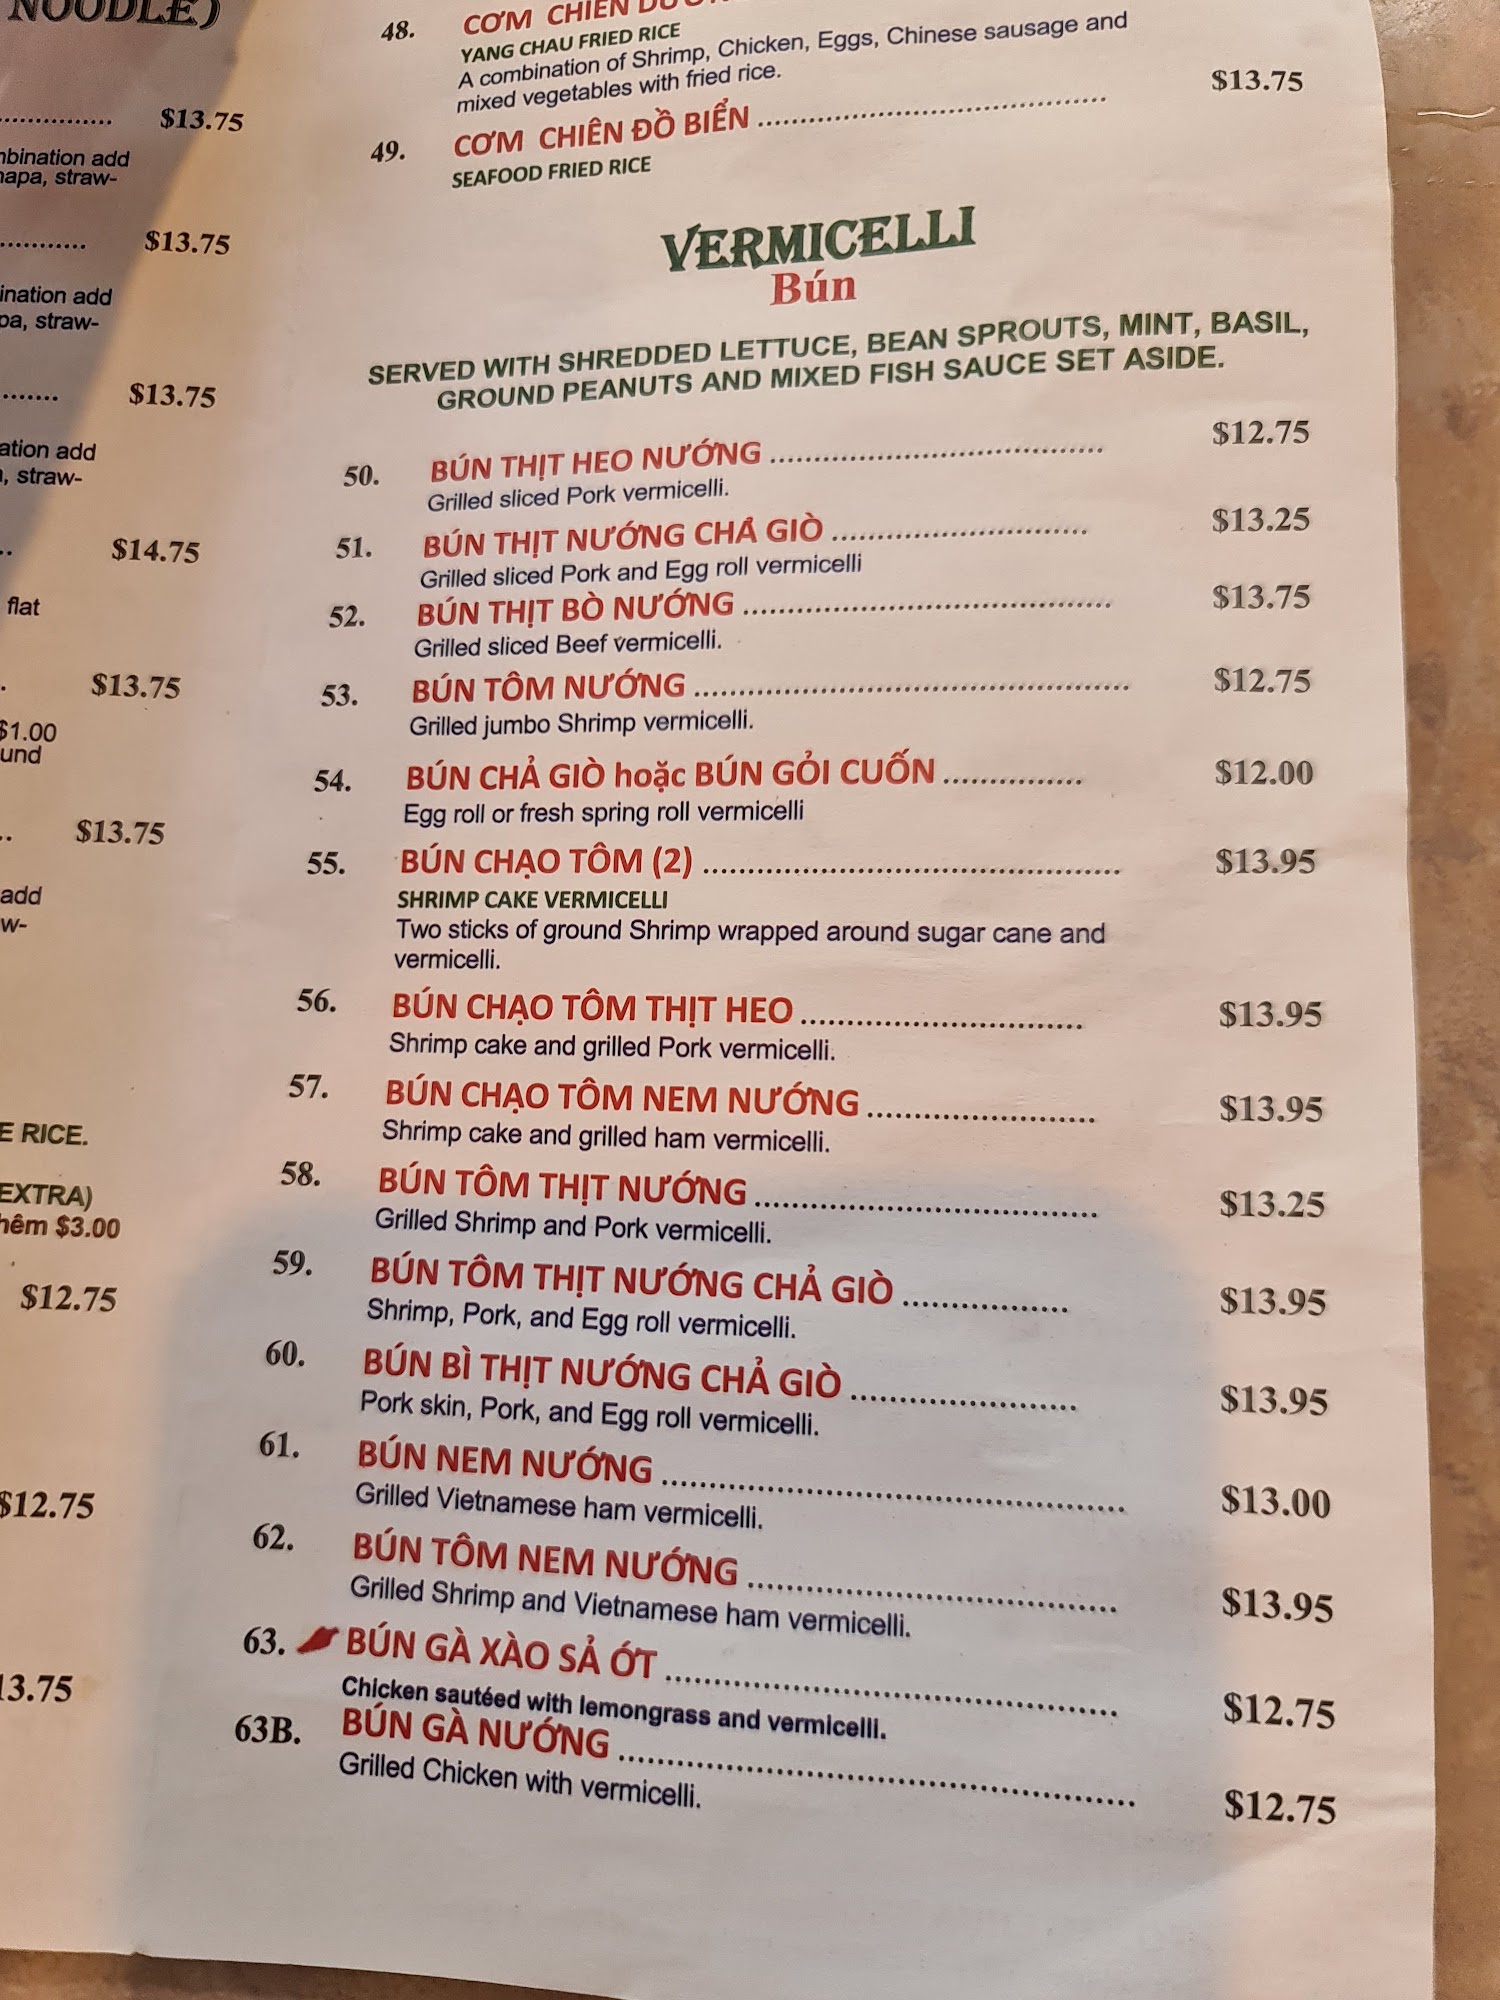 NOODLE)
$13.75
add
straw-
$13.75
add
straw-
$13.75
add
straw-
$14.75
flat
$13.75
$1.00
$13.75
add
RICE.
EXTRA)
$3.00
$12.75
$12.75
48. CƠM CHIÊN
YANG CHAU FRIED RICE
A combination of Shrimp, Chicken, Eggs, Chinese sausage and
mixed vegetables with fried rice.
49. CƠM CHIÊN ĐỒ BIỂN ........ $13.75
SEAFOOD FRIED RICE
VERMICELLI
Bún
SERVED WITH SHREDDED LETTUCE, BEAN SPROUTS, MINT, BASIL,
GROUND PEANUTS AND MIXED FISH SAUCE SET ASIDE.
50. BÚN THỊT HEO NƯỚNG ........ $12.75
Grilled sliced Pork vermicelli.
51. BÚN THỊT NƯỚNG CHẢ GIÒ ........ $13.25
Grilled sliced Pork and Egg roll vermicelli
52. BÚN THỊT BÒ NƯỚNG ........ $13.75
Grilled sliced Beef vermicelli.
53. BÚN TÔM NƯỚNG ........ $12.75
Grilled jumbo Shrimp vermicelli.
54. BÚN CHẢ GIÒ hoặc BÚN GỎI CUỐN ........ $12.00
Egg roll or fresh spring roll vermicelli
55. BÚN CHẠO TÔM (2) ........ $13.95
SHRIMP CAKE VERMICELLI
Two sticks of ground Shrimp wrapped around sugar cane and
vermicelli.
56. BÚN CHẠO TÔM THỊT HEO ........ $13.95
Shrimp cake and grilled Pork vermicelli.
57. BÚN CHẠO TÔM NEM NƯỚNG ........ $13.95
Shrimp cake and grilled ham vermicelli.
58. BÚN TÔM THỊT NƯỚNG ........ $13.25
Grilled Shrimp and Pork vermicelli.
59. BÚN TÔM THỊT NƯỚNG CHẢ GIÒ ........ $13.95
Shrimp, Pork, and Egg roll vermicelli.
60. BÚN BÌ THỊT NƯỚNG CHẢ GIÒ ........ $13.95
Pork skin, Pork, and Egg roll vermicelli.
61. BÚN NEM NƯỚNG ........ $13.00
Grilled Vietnamese ham vermicelli.
62. BÚN TÔM NEM NƯỚNG ........ $13.95
Grilled Shrimp and Vietnamese ham vermicelli.
63. BÚN GÀ XÀO SẢ ỚT ........ $12.75
Chicken sautéed with lemongrass and vermicelli.
63B. BÚN GÀ NƯỚNG ........ $12.75
Grilled Chicken with vermicelli.